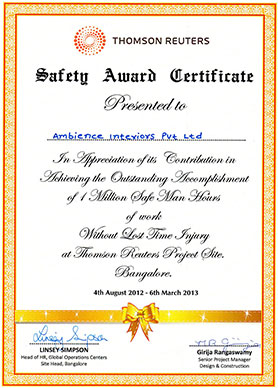 THOMSON REUTERS
Safety Award Certificate
Presented to
Ambience Interiors Pvt Ltd
In Appreciation of its Contribution in
Achieving the Outstanding Accomplishment
of 1 Million Safe Man Hours
of work
Without Lost Time Injury
at Thomson Reuters Project Site.
Bangalore.
4th August 2012 - 6th March 2013
Linsey Simpson
LINSEY SIMPSON
Head of HR, Global Operations Centers
Site Head, Bangalore
Girija Rangaswamy
Senior Project Manager
Design & Construction